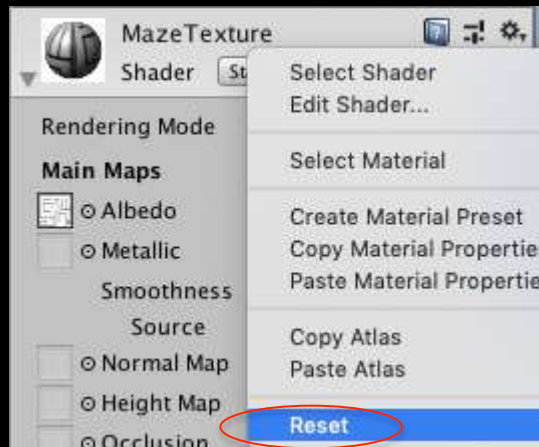 MazeTexture
Shader St
Rendering Mode
Main Maps
Albedo
Metallic
Smoothness
Source
Normal Map
Height Map
Occlusion
Select Shader
Edit Shader...
Select Material
Create Material Preset
Copy Material Propertie
Paste Material Propertie
Copy Atlas
Paste Atlas
Reset